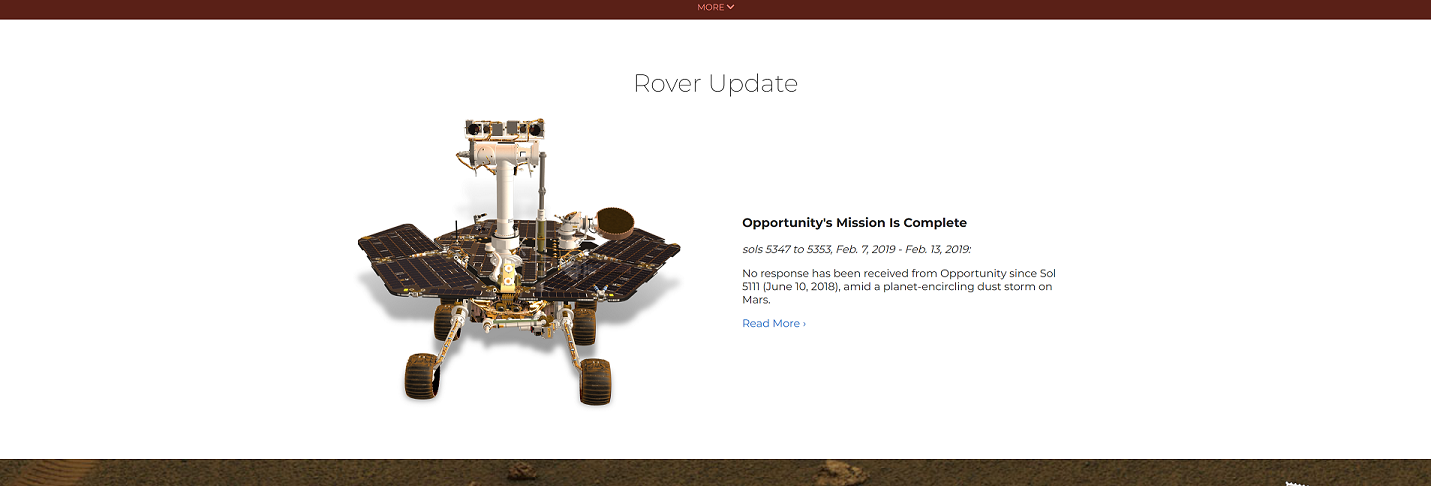 MORE
Rover Update
Opportunity's Mission Is Complete
sols 5347 to 5353, Feb. 7, 2019 - Feb. 13, 2019:
No response has been received from Opportunity since Sol
5111 (June 10, 2018), amid a planet-encircling dust storm on
Mars.
Read More ›